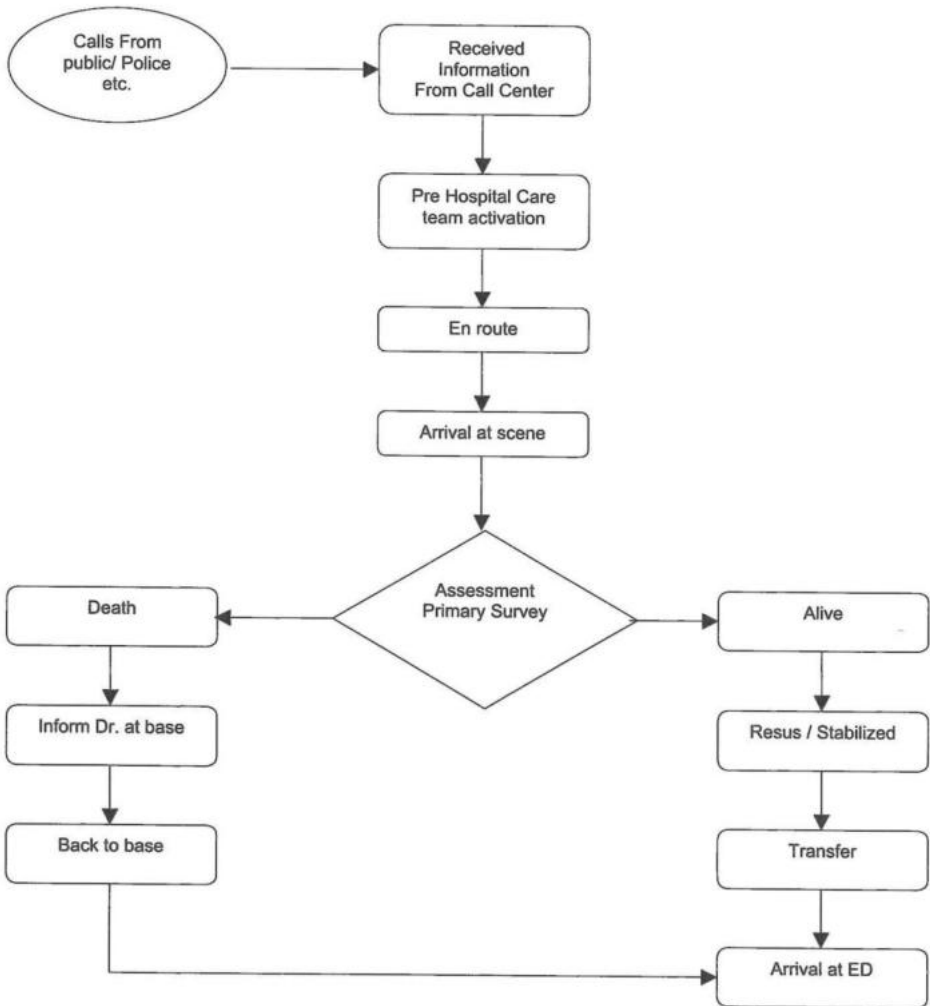 Calls From
public/ Police
etc.
Received
Information
From Call Center
Pre Hospital Care
team activation
En route
Arrival at scene
Assessment
Primary Survey
Death
Alive
Inform Dr. at base
Resus / Stabilized
Back to base
Transfer
Arrival at ED